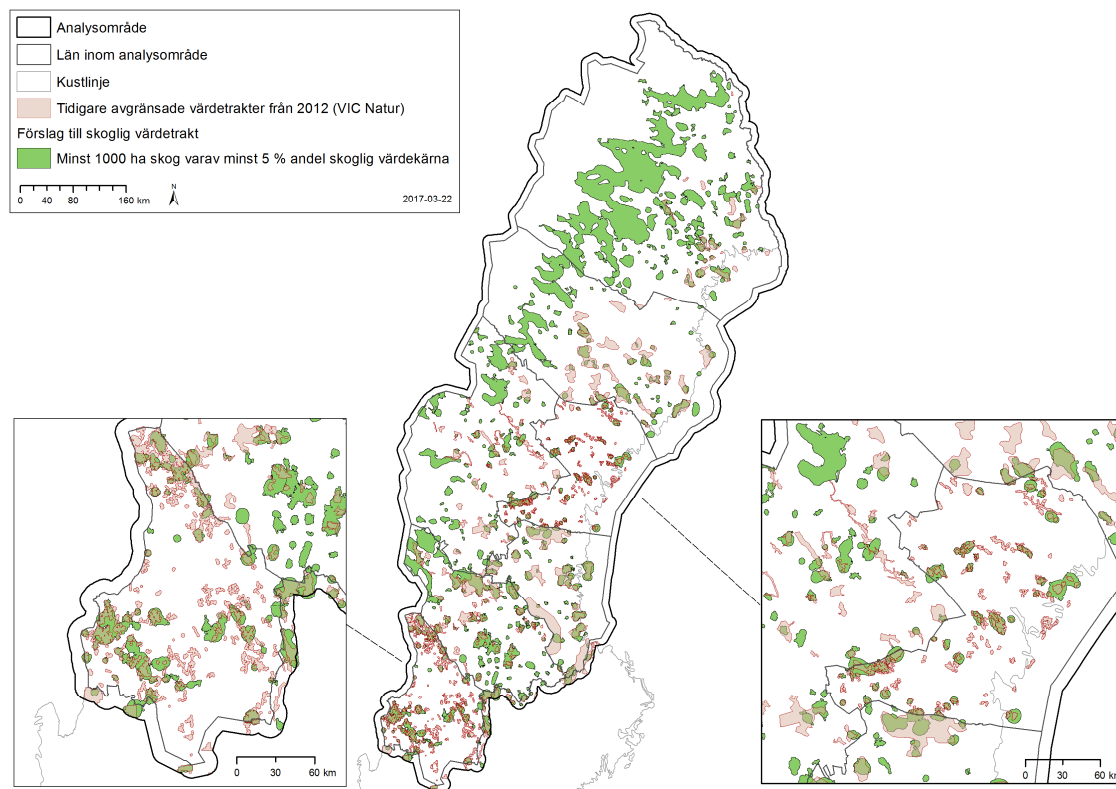 Analysområde
Län inom analysområde
Kustlinje
Tidigare avgränsade värdetrakter från 2012 (VIC Natur)
Förslag till skoglig värdetrakt
Minst 1000 ha skog varav minst 5 % andel skoglig värdekärna
N
0 40 80 160 km
2017-03-22
0 30 60 km
0 30 60 km